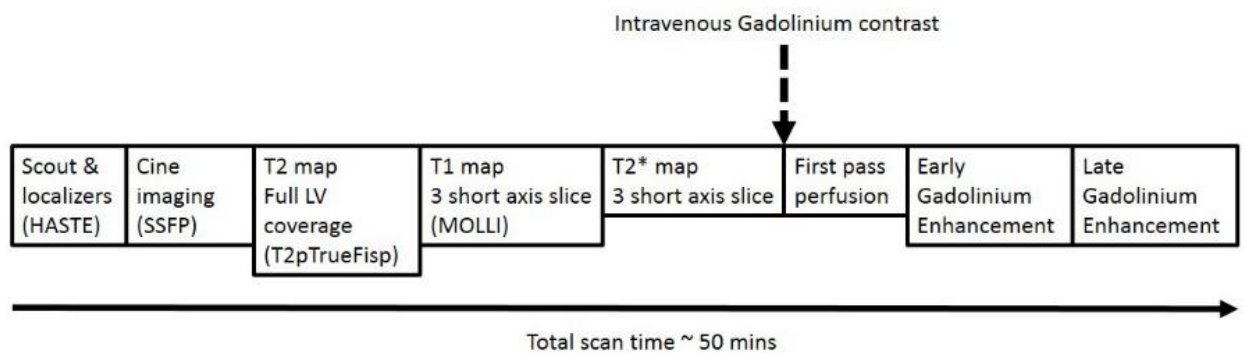 Intravenous Gadolinium contrast
Scout &
localizers
(HASTE)
Cine
imaging
(SSFP)
T2 map
Full LV
coverage
(T2pTrueFisp)
T1 map
3 short axis slice
(MOLLI)
T2* map
3 short axis slice
First pass
perfusion
Early
Gadolinium
Enhancement
Late
Gadolinium
Enhancement
Total scan time ~ 50 mins